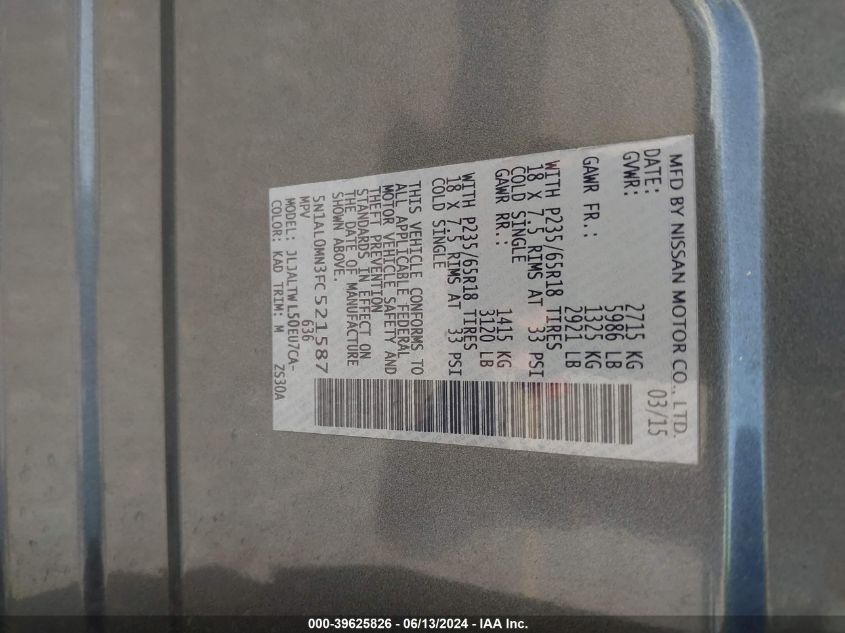 MFD BY NISSAN MOTOR CO., LTD.
DATE: 03/15
GVWR: 2715 KG
5986 LB
GAWR FR.: 1325 KG
2921 LB
WITH P235/65R18 TIRES
18 X 7.5 RIMS AT 33 PSI
COLD SINGLE
GAWR RR.: 1415 KG
3120 LB
WITH P235/65R18 TIRES
18 X 7.5 RIMS AT 33 PSI
COLD SINGLE
THIS VEHICLE CONFORMS TO
ALL APPLICABLE FEDERAL
MOTOR VEHICLE SAFETY AND
THEFT PREVENTION
STANDARDS IN EFFECT ON
THE DATE OF MANUFACTURE
SHOWN ABOVE.
5N1AL0MN3FC521587
MPV 636
MODEL: JLJALTWL50EU7CA-
COLOR: KAD TRIM: M ZS30A
000-39625826 - 06/13/2024 - IAA Inc.